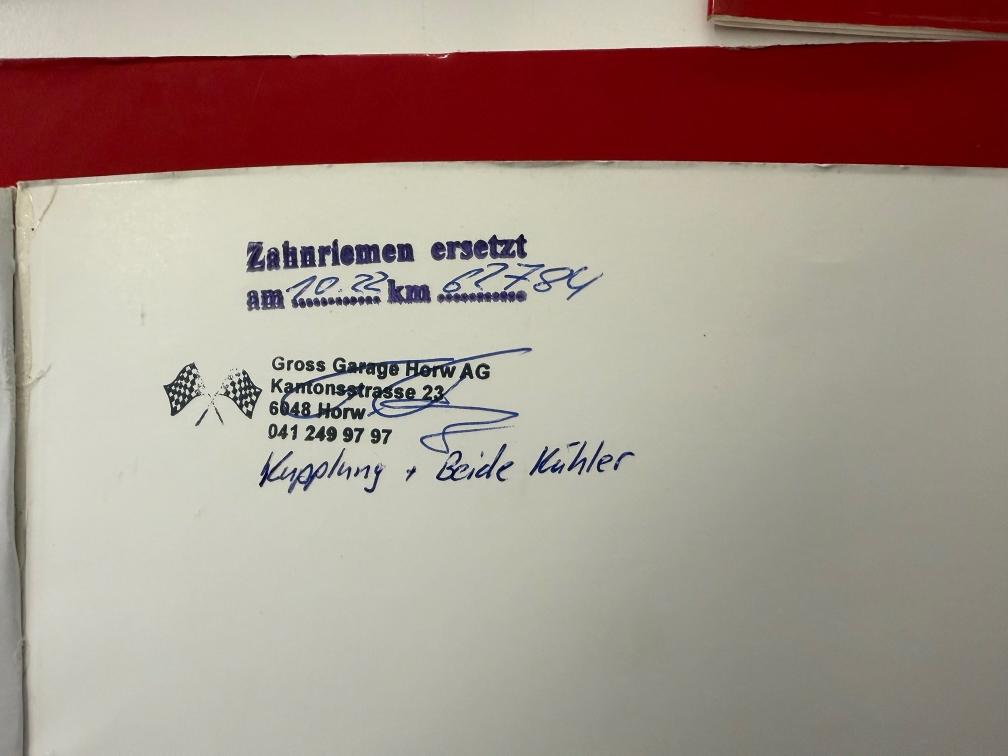 Zahnriemen ersetzt
am 10.22 km 62784
Gross Garage Horw AG
Kantonsstrasse 23
6048 Horw
041 249 97 97
Kupplung + Beide Kühler